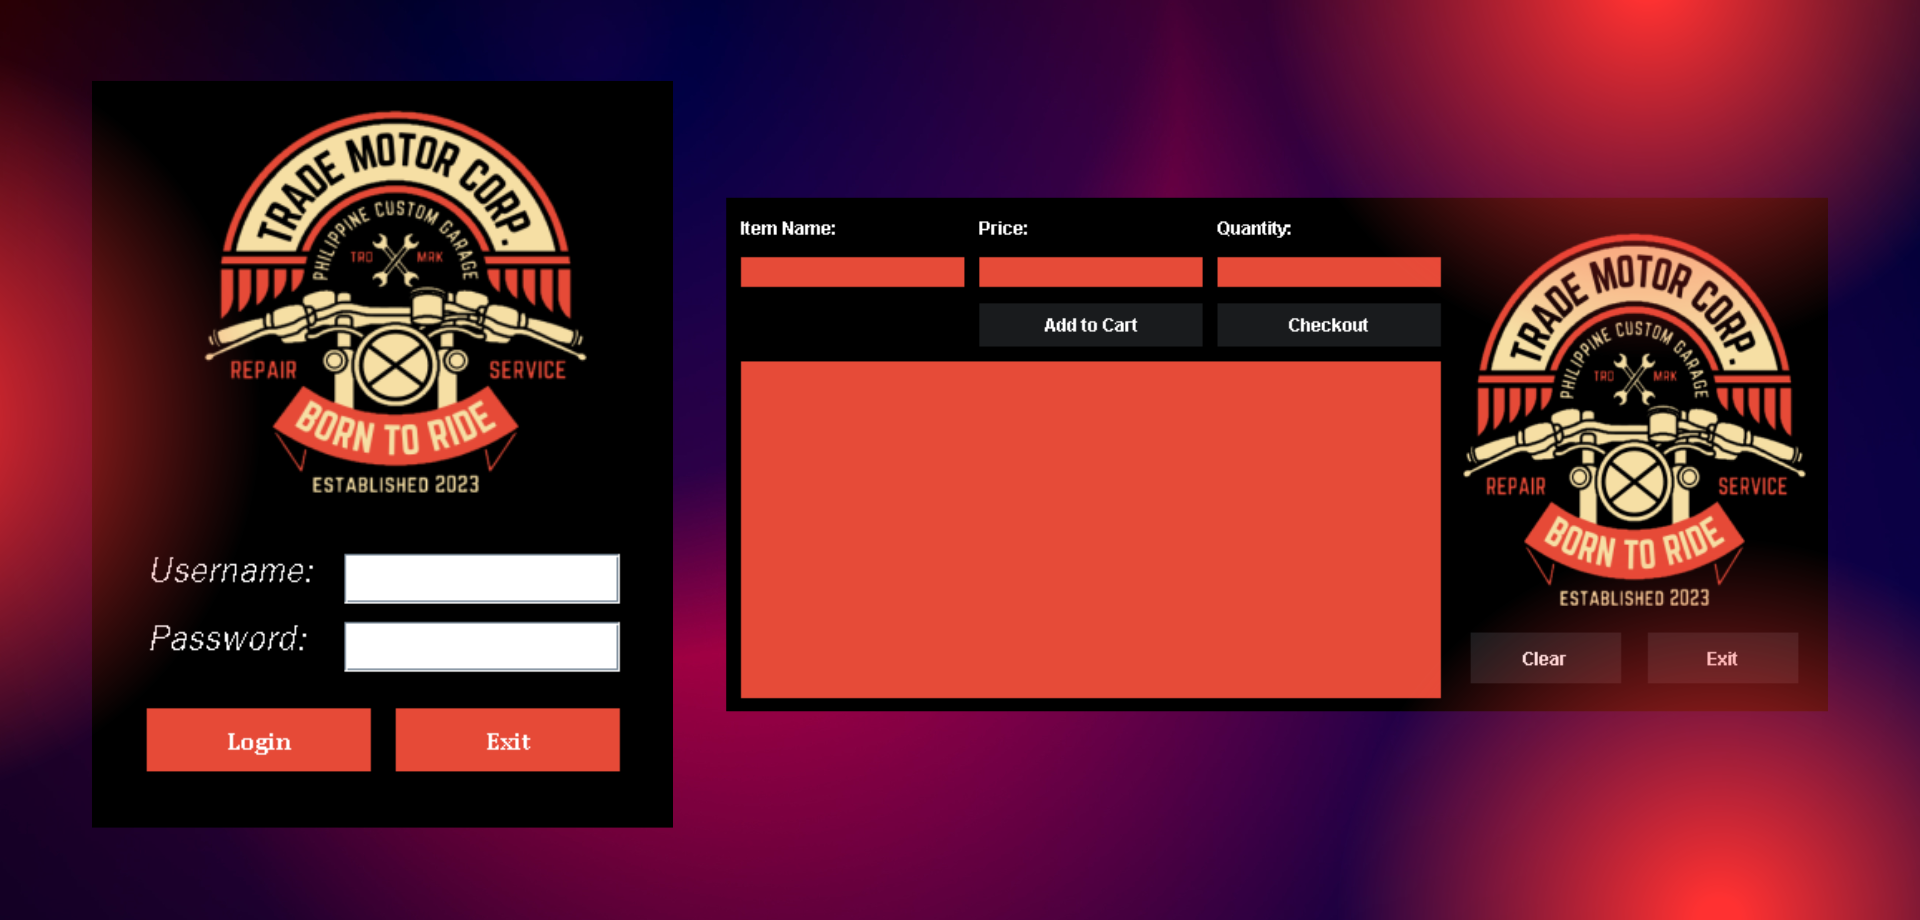 TRADE MOTOR CORP.
PHILIPPINE CUSTOM GARAGE
TRD MRK
REPAIR SERVICE
BORN TO RIDE
ESTABLISHED 2023
Username:
Password:
Login Exit
Item Name: Price: Quantity:
Add to Cart Checkout
TRADE MOTOR CORP.
PHILIPPINE CUSTOM GARAGE
TRD MRK
REPAIR SERVICE
BORN TO RIDE
ESTABLISHED 2023
Clear Exit